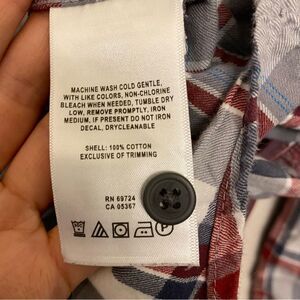 MACHINE WASH COLD GENTLE,
WITH LIKE COLORS, NON-CHLORINE
BLEACH WHEN NEEDED, TUMBLE DRY
LOW, REMOVE PROMPTLY, IRON
MEDIUM. IF PRESENT DO NOT IRON
DECAL, DRYCLEANABLE
SHELL: 100% COTTON
EXCLUSIVE OF TRIMMING
RN 69724
CA 05367